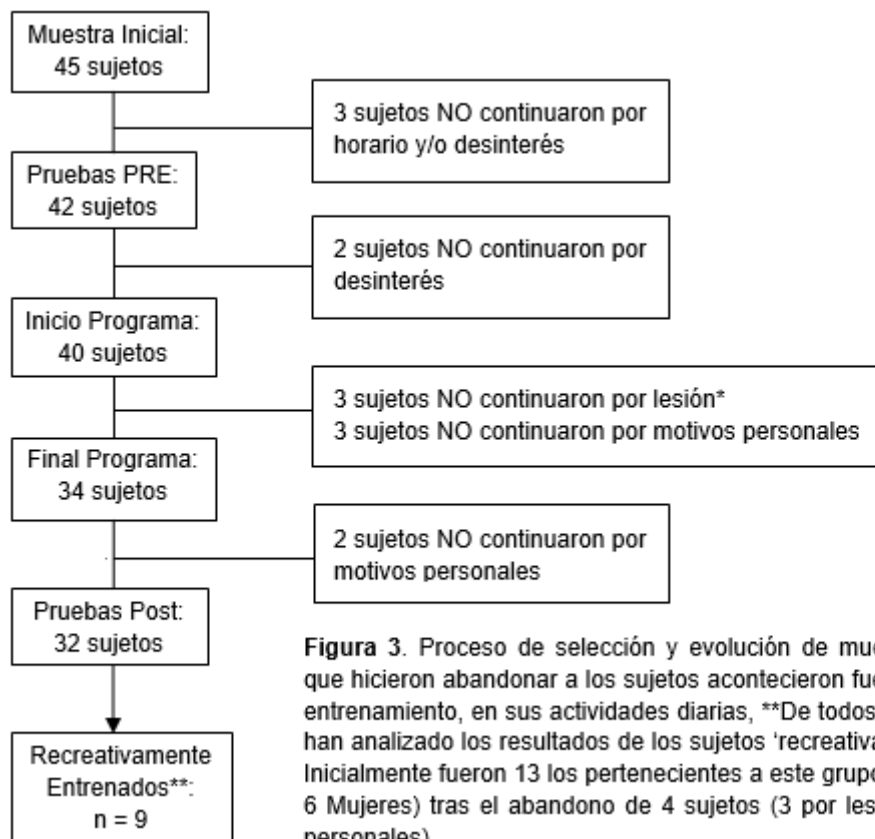 Muestra Inicial:
45 sujetos
3 sujetos NO continuaron por
horario y/o desinterés
Pruebas PRE:
42 sujetos
2 sujetos NO continuaron por
desinterés
Inicio Programa:
40 sujetos
3 sujetos NO continuaron por lesión*
3 sujetos NO continuaron por motivos personales
Final Programa:
34 sujetos
2 sujetos NO continuaron por
motivos personales
Pruebas Post:
32 sujetos
Recreativamente
Entrenados**:
n = 9
Figura 3. Proceso de selección y evolución de
que hicieron abandonar a los sujetos acontecieron
entrenamiento, en sus actividades diarias, **De todos
han analizado los resultados de los sujetos
Inicialmente fueron 13 los pertenecientes a este grupo
6 Mujeres) tras el abandono de 4 sujetos (3 por
personales)